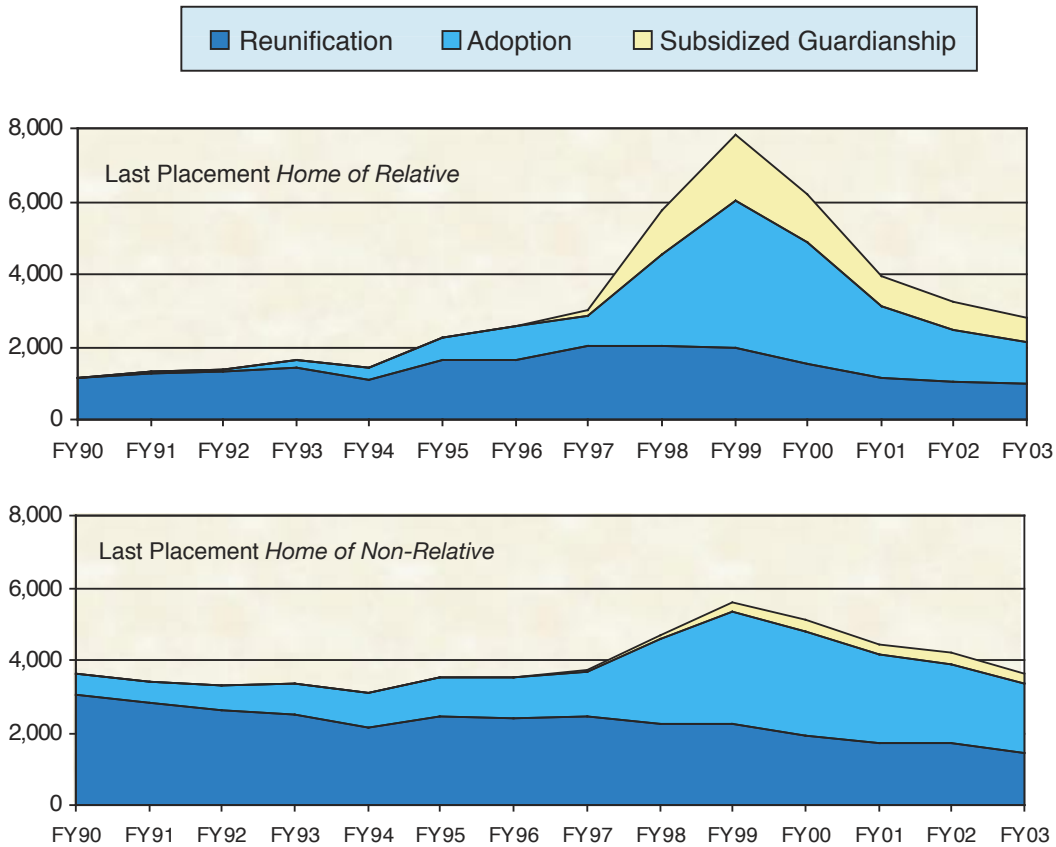 Reunification Adoption Subsidized Guardianship
8,000
Last Placement Home of Relative
6,000
4,000
2,000
0
FY90 FY91 FY92 FY93 FY94 FY95 FY96 FY97 FY98 FY99 FY00 FY01 FY02 FY03
8,000
Last Placement Home of Non-Relative
6,000
4,000
2,000
0
FY90 FY91 FY92 FY93 FY94 FY95 FY96 FY97 FY98 FY99 FY00 FY01 FY02 FY03